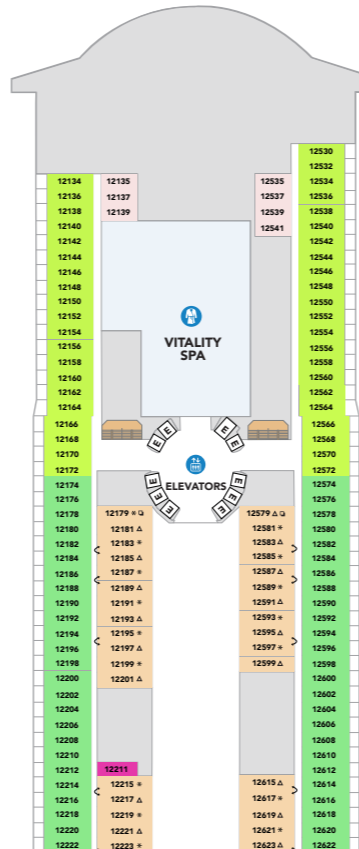 12530
12532
12134 12135 12535 12534
12136 12137 12537 12536
12138 12139 12539 12538
12140 12541 12540
12142 12542
12144 12544
12146 12546
12148 12548
12150 12550
12152 12552
12154 12554
VITALITY
SPA
12156 12556
12158 12558
12160 12560
12162 12562
12164 12564
12166 12566
12168 E E E E 12568
12170 12570
12172 12572
ELEVATORS
12174 12574
12176 E E E E E E 12576
12178 12179 * 12579 △ 12578
12180 12181 △ 12581 * 12580
12182 12183 * 12583 △ 12582
12184 12185 △ 12585 * 12584
12186 12187 * 12587 △ 12586
12188 12189 △ 12589 * 12588
12190 12191 * 12591 △ 12590
12192 12193 △ 12593 * 12592
12194 12195 * 12595 △ 12594
12196 12197 △ 12597 * 12596
12198 12199 * 12599 △ 12598
12200 12201 △ 12600
12202 12602
12204 12604
12206 12606
12208 12608
12210 12610
12212 12211 12612
12214 12215 * 12615 △ 12614
12216 12217 △ 12617 * 12616
12218 12219 * 12619 △ 12618
12220 12221 △ 12621 * 12620
12222 12223 * 12623 △ 12622